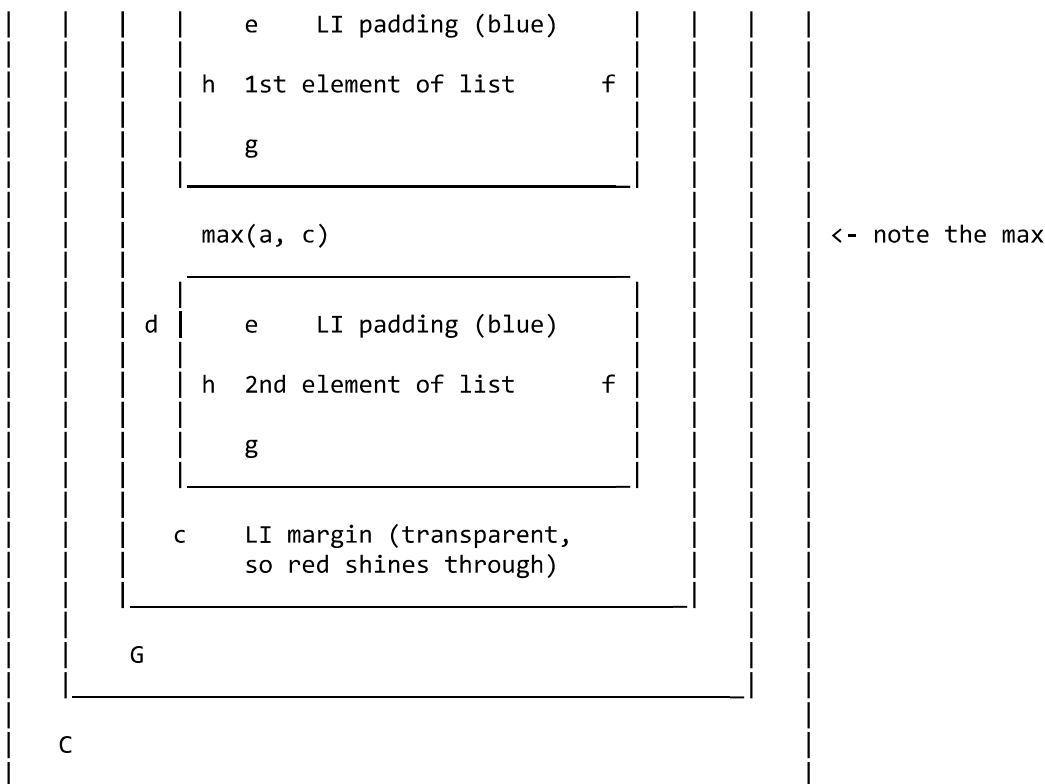 e LI padding (blue)
h 1st element of list f
g
max(a, c) <- note the max
d e LI padding (blue)
h 2nd element of list f
g
c LI margin (transparent,
so red shines through)
G
C